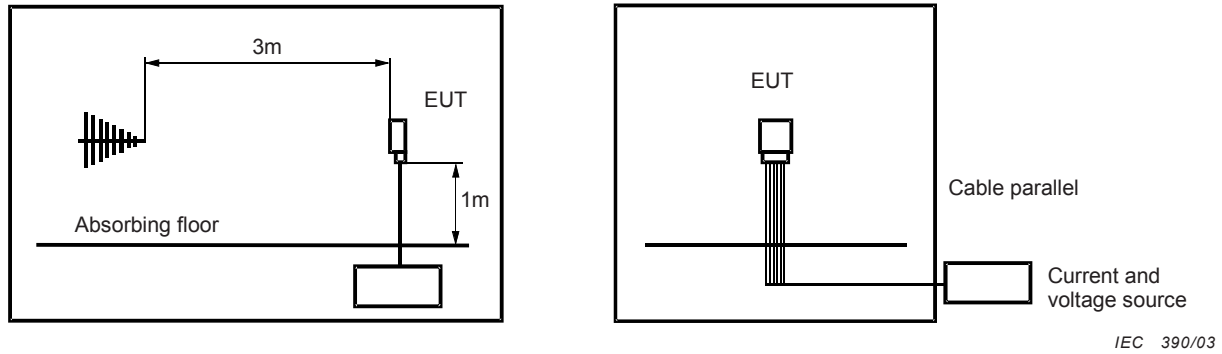 3m
EUT
1m
Absorbing floor
EUT
Cable parallel
Current and
voltage source
IEC 390/03